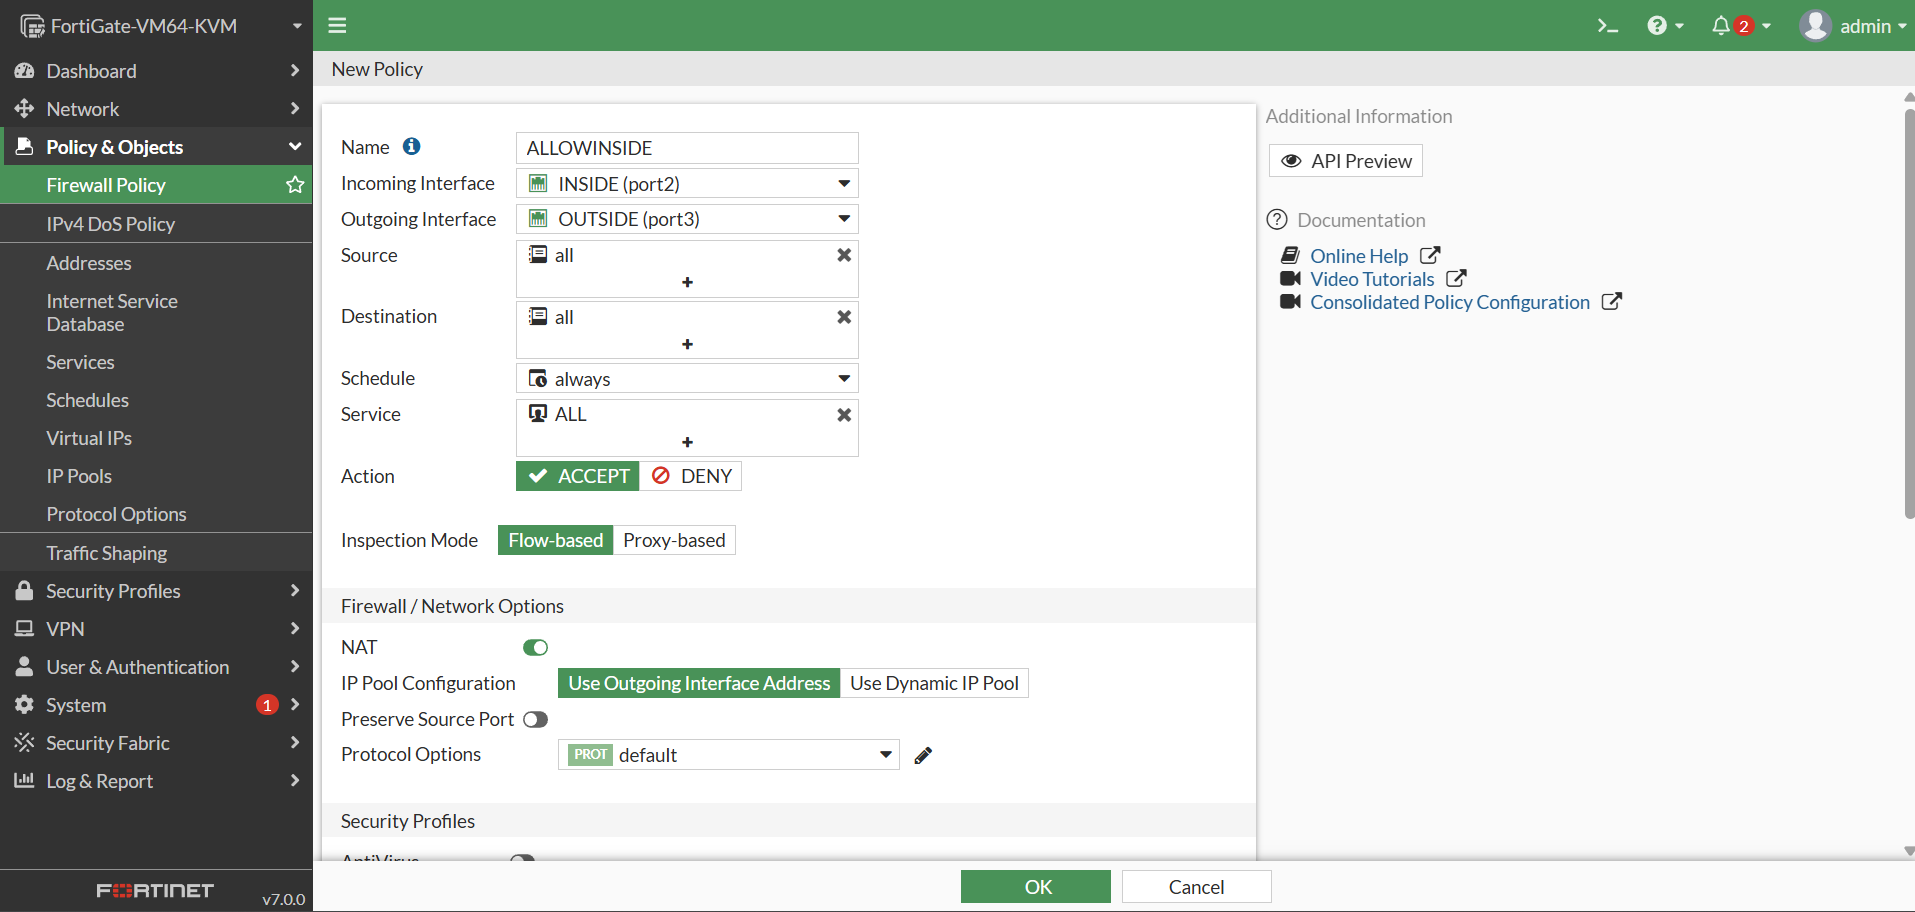 FortiGate-VM64-KVM
2
admin
Dashboard
Network
Policy & Objects
Firewall Policy
IPv4 DoS Policy
Addresses
Internet Service
Database
Services
Schedules
Virtual IPs
IP Pools
Protocol Options
Traffic Shaping
Security Profiles
VPN
User & Authentication
System 1
Security Fabric
Log & Report
FORTINET
v7.0.0
New Policy
Name ALLOWINSIDE
Incoming Interface INSIDE (port2)
Outgoing Interface OUTSIDE (port3)
Source all
+
Destination all
+
Schedule always
Service ALL
+
Action ACCEPT DENY
Inspection Mode Flow-based Proxy-based
Firewall / Network Options
NAT
IP Pool Configuration Use Outgoing Interface Address Use Dynamic IP Pool
Preserve Source Port
Protocol Options PROT default
Security Profiles
AntiVirus
OK Cancel
Additional Information
API Preview
Documentation
Online Help
Video Tutorials
Consolidated Policy Configuration